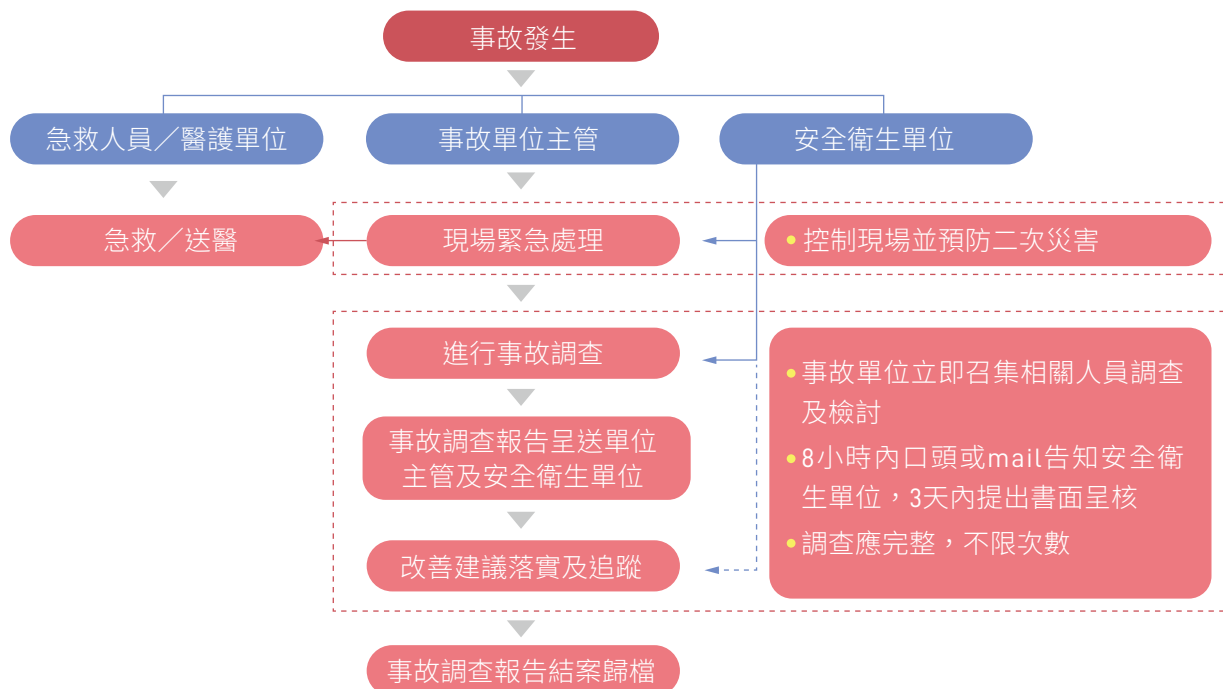 事故發生
急救人員／醫護單位
事故單位主管
安全衛生單位
急救／送醫
現場緊急處理
• 控制現場並預防二次災害
進行事故調查
事故調查報告呈送單位
主管及安全衛生單位
改善建議落實及追蹤
• 事故單位立即召集相關人員調查
及檢討
• 8小時內口頭或mail告知安全衛
生單位，3天內提出書面呈核
• 調查應完整，不限次數
事故調查報告結案歸檔